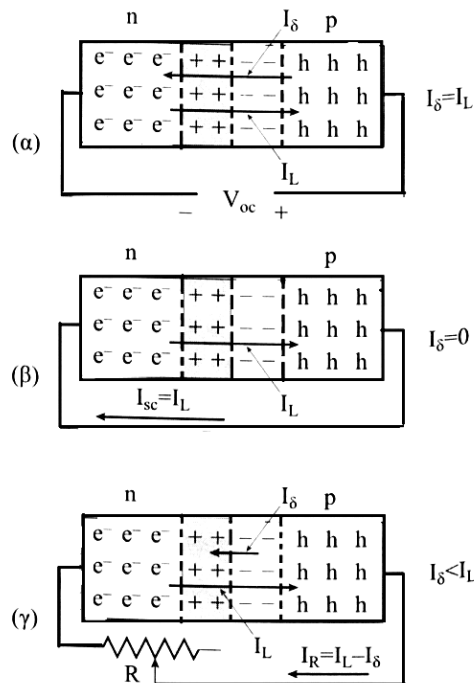 n p
I_δ
e⁻ e⁻ e⁻ + + − − h h h
e⁻ e⁻ e⁻ + + − − h h h
I_δ=I_L
e⁻ e⁻ e⁻ + + − − h h h
(α)
I_L
− V_oc +
n p
e⁻ e⁻ e⁻ + + − − h h h
e⁻ e⁻ e⁻ + + − − h h h
I_δ=0
e⁻ e⁻ e⁻ + + − − h h h
(β)
I_sc=I_L I_L
n p
I_δ
e⁻ e⁻ e⁻ + + − − h h h
e⁻ e⁻ e⁻ + + − − h h h
I_δ<I_L
e⁻ e⁻ e⁻ + + − − h h h
(γ)
I_L I_R=I_L−I_δ
R